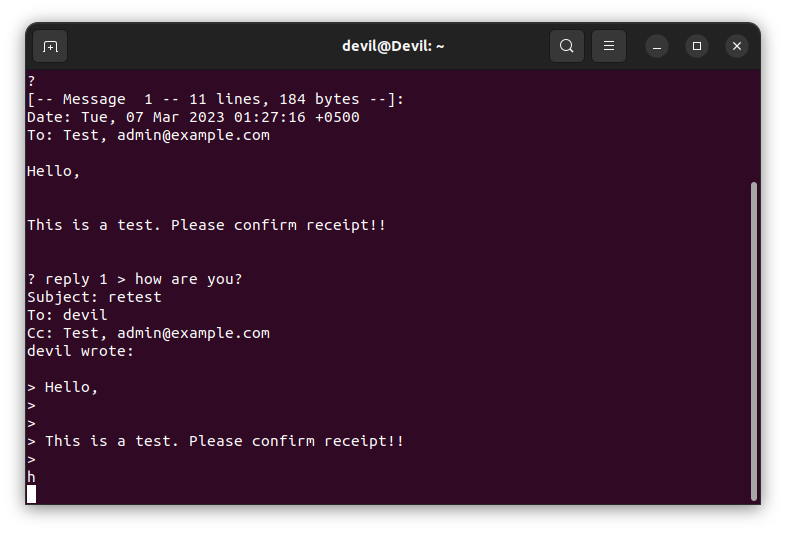 devil@Devil: ~
?
[-- Message  1 -- 11 lines, 184 bytes --]:
Date: Tue, 07 Mar 2023 01:27:16 +0500
To: Test, admin@example.com
Hello,
This is a test. Please confirm receipt!!
? reply 1 > how are you?
Subject: retest
To: devil
Cc: Test, admin@example.com
devil wrote:
> Hello,
>
>
> This is a test. Please confirm receipt!!
>
h